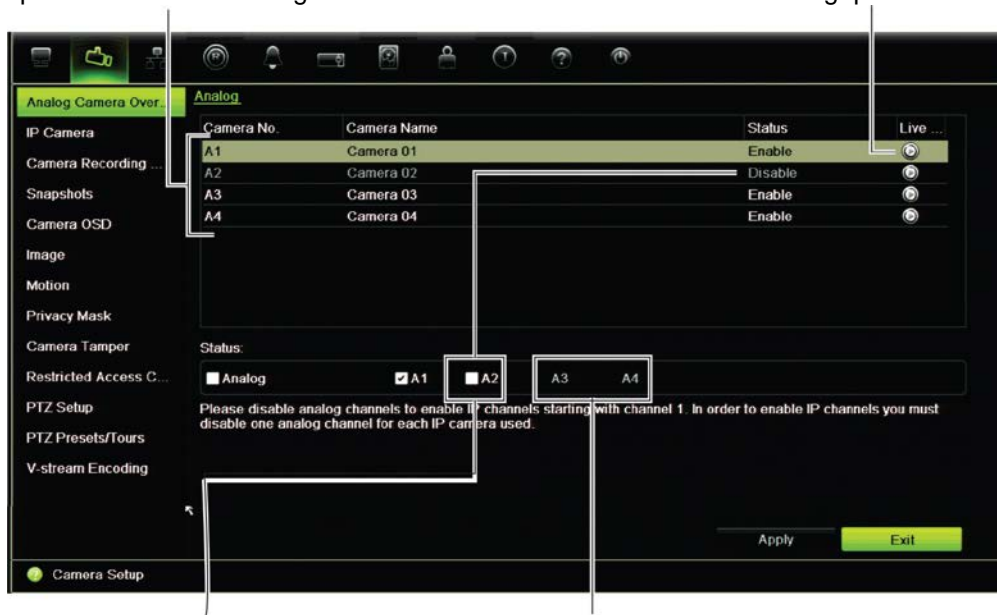 Analog Camera Over...
Analog
Camera No. Camera Name Status Live ...
A1 Camera 01 Enable
A2 Camera 02 Disable
A3 Camera 03 Enable
A4 Camera 04 Enable
IP Camera
Camera Recording ...
Snapshots
Camera OSD
Image
Motion
Privacy Mask
Camera Tamper
Restricted Access C...
PTZ Setup
PTZ Presets/Tours
V-stream Encoding
Status:
Analog A1 A2 A3 A4
Please disable analog channels to enable IP channels starting with channel 1. In order to enable IP channels you must
disable one analog channel for each IP camera used.
Apply Exit
Camera Setup